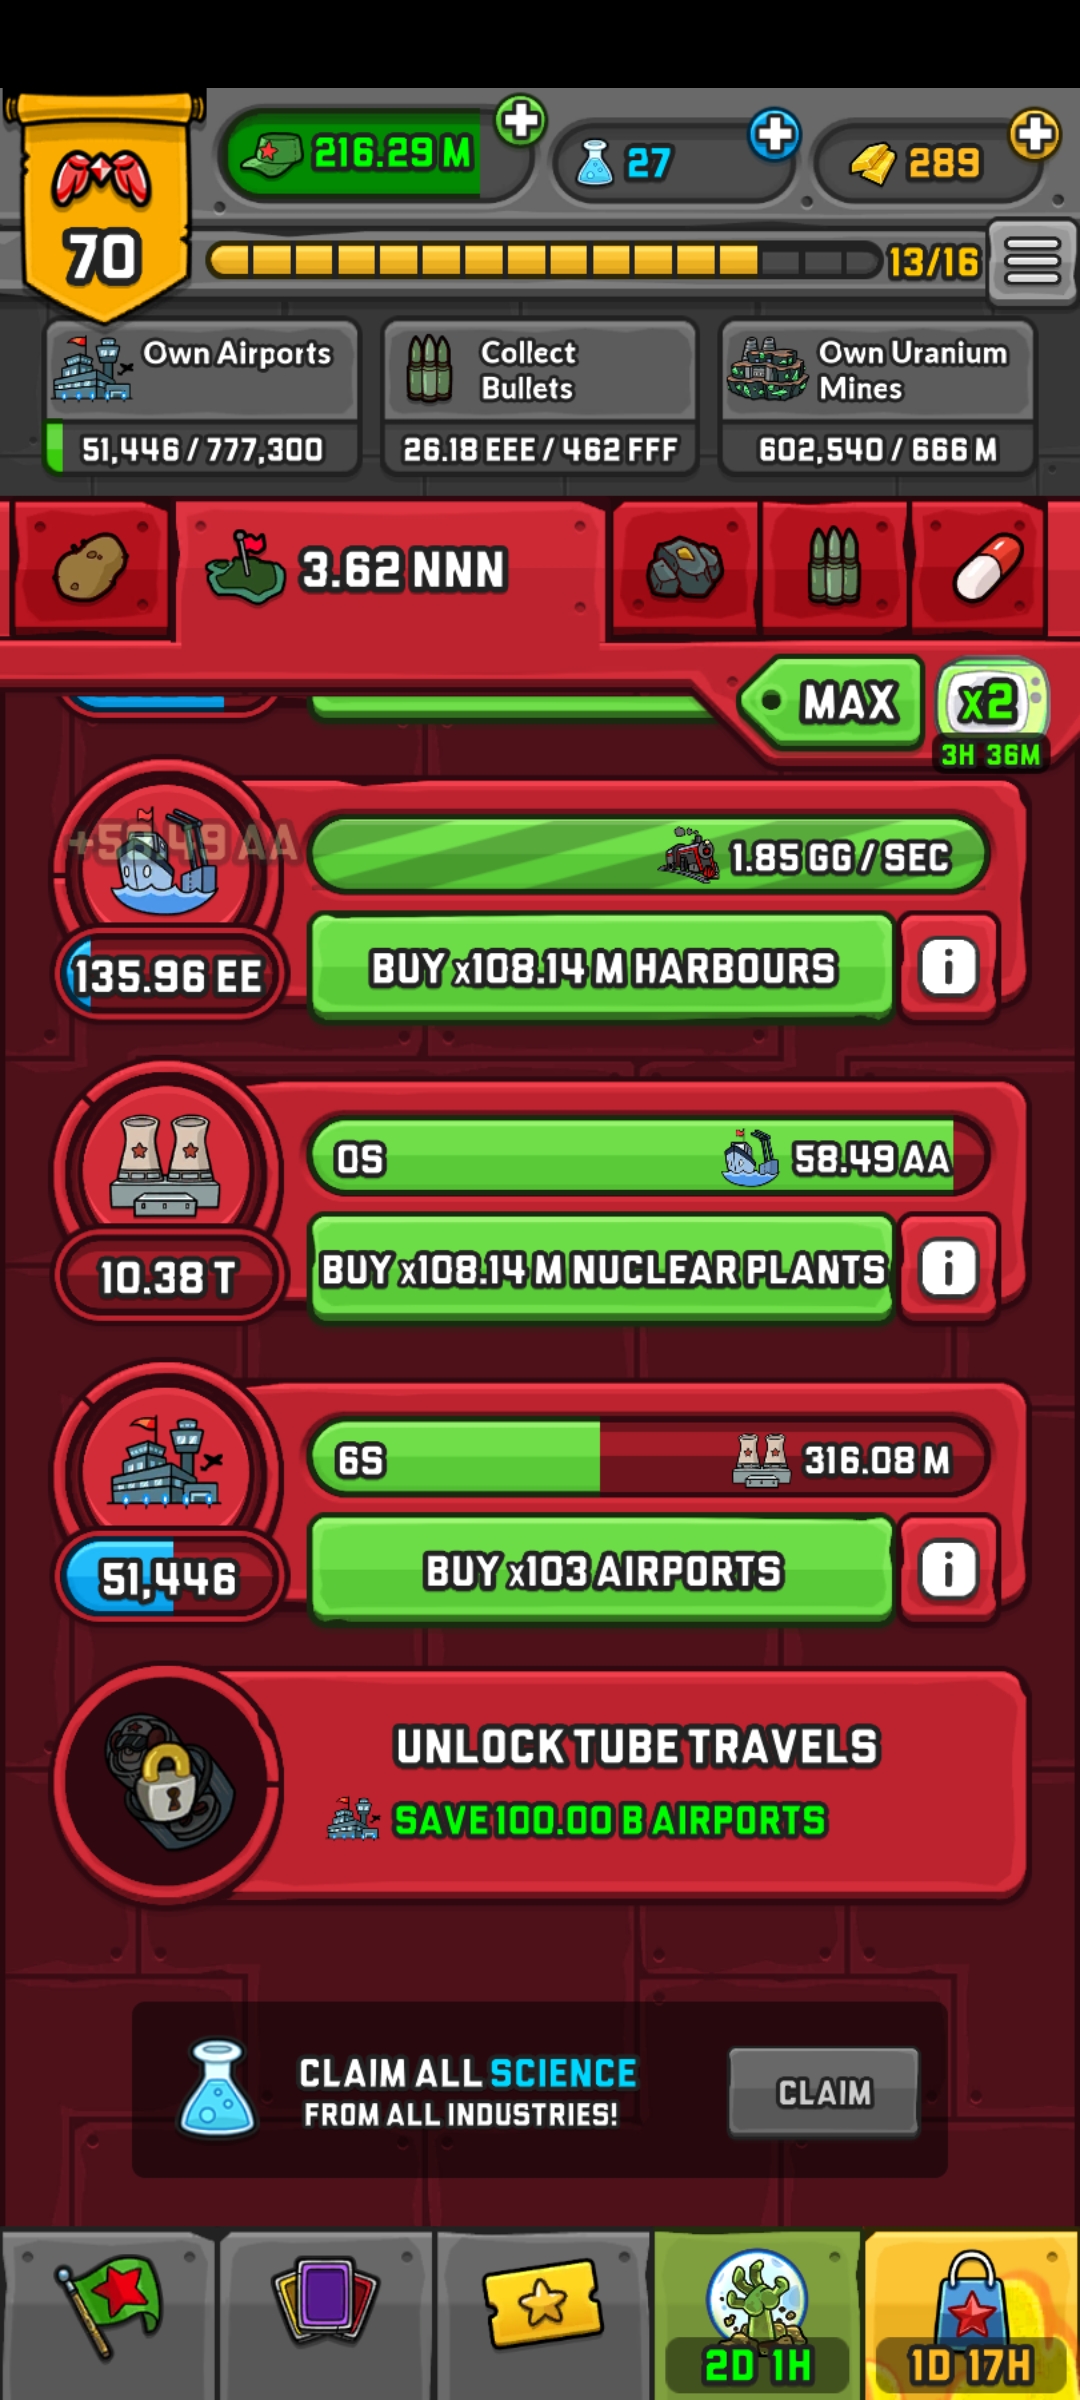 216.29 M
27
289
70
13/16
Own Airports
51,446 / 777,300
Collect
Bullets
26.18 EEE / 462 FFF
Own Uranium
Mines
602,540 / 666 M
3.62 NNN
MAX
x2
3H 36M
+58.49 AA
1.85 GG / SEC
135.96 EE
BUY x108.14 M HARBOURS
i
0S
58.49 AA
10.38 T
BUY x108.14 M NUCLEAR PLANTS
i
6S
316.08 M
51,446
BUY x103 AIRPORTS
i
UNLOCK TUBE TRAVELS
SAVE 100.00 B AIRPORTS
CLAIM ALL SCIENCE
FROM ALL INDUSTRIES!
CLAIM
2D 1H
1D 17H